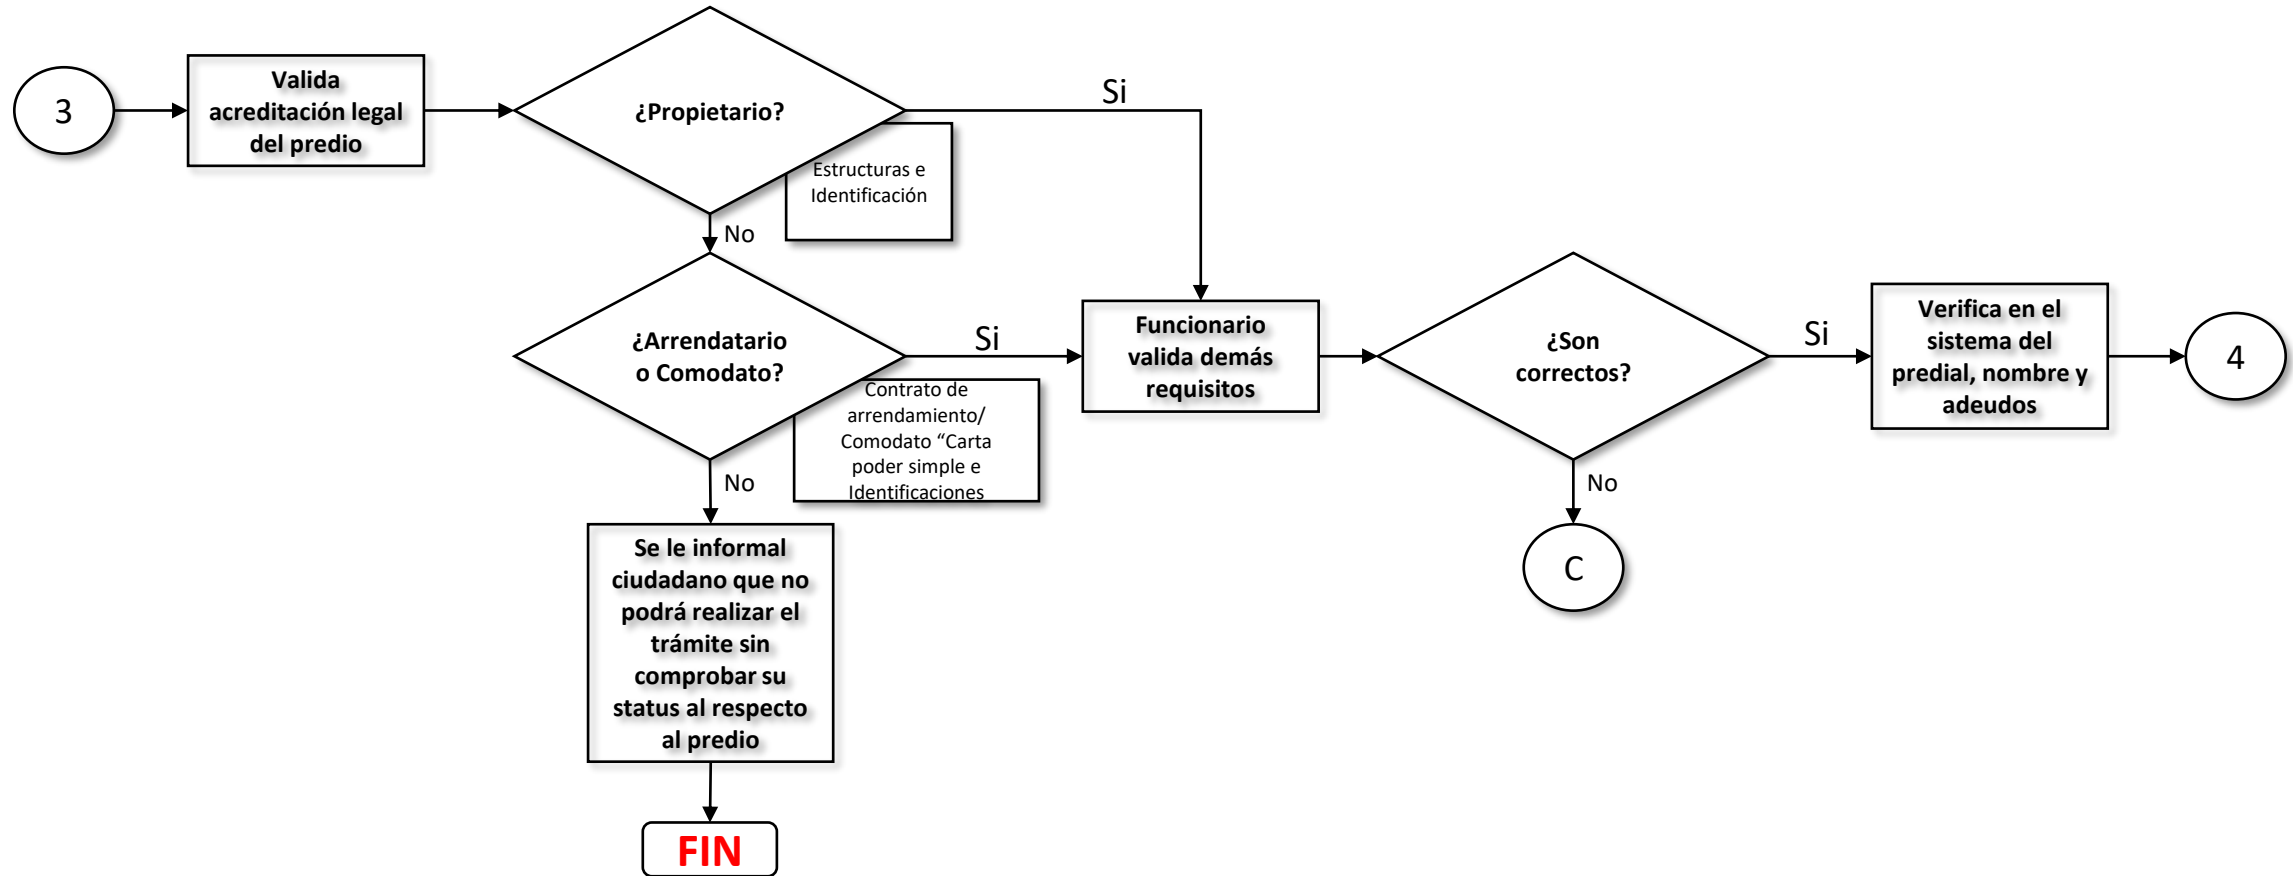 3
Valida
acreditación legal
del predio
¿Propietario?
Si
Estructuras e
Identificación
No
¿Arrendatario
o Comodato?
Si
Contrato de
arrendamiento/
Comodato “Carta
poder simple e
Identificaciones
No
Se le informal
ciudadano que no
podrá realizar el
trámite sin
comprobar su
status al respecto
al predio
FIN
Funcionario
valida demás
requisitos
¿Son
correctos?
Si
No
C
Verifica en el
sistema del
predial, nombre y
adeudos
4